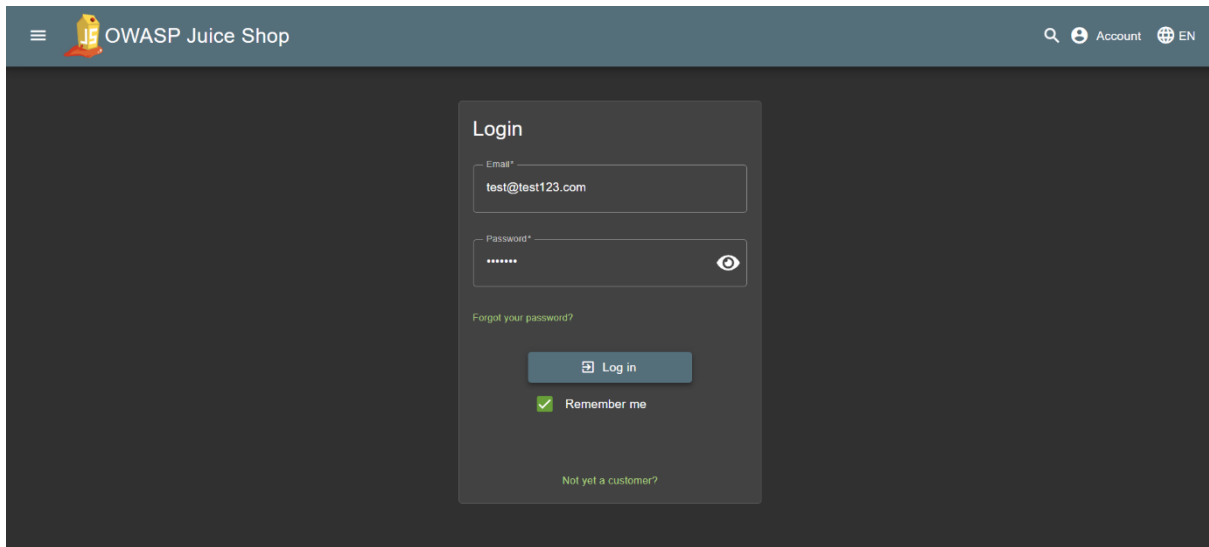 OWASP Juice Shop
Account EN
Login
Email*
test@test123.com
Password*
•••••••
Forgot your password?
Log in
Remember me
Not yet a customer?